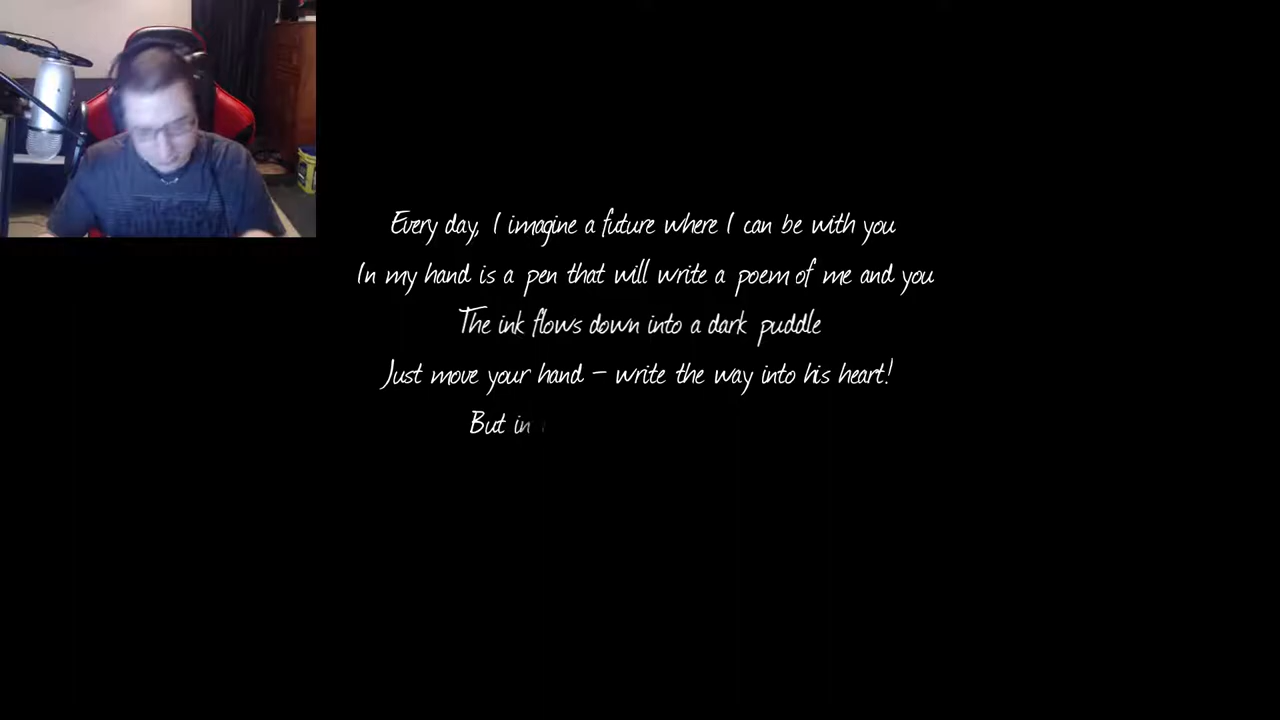 Every day, I imagine a future where I can be with you
In my hand is a pen that will write a poem of me and you
The ink flows down into a dark puddle
Just move your hand – write the way into his heart!
But in